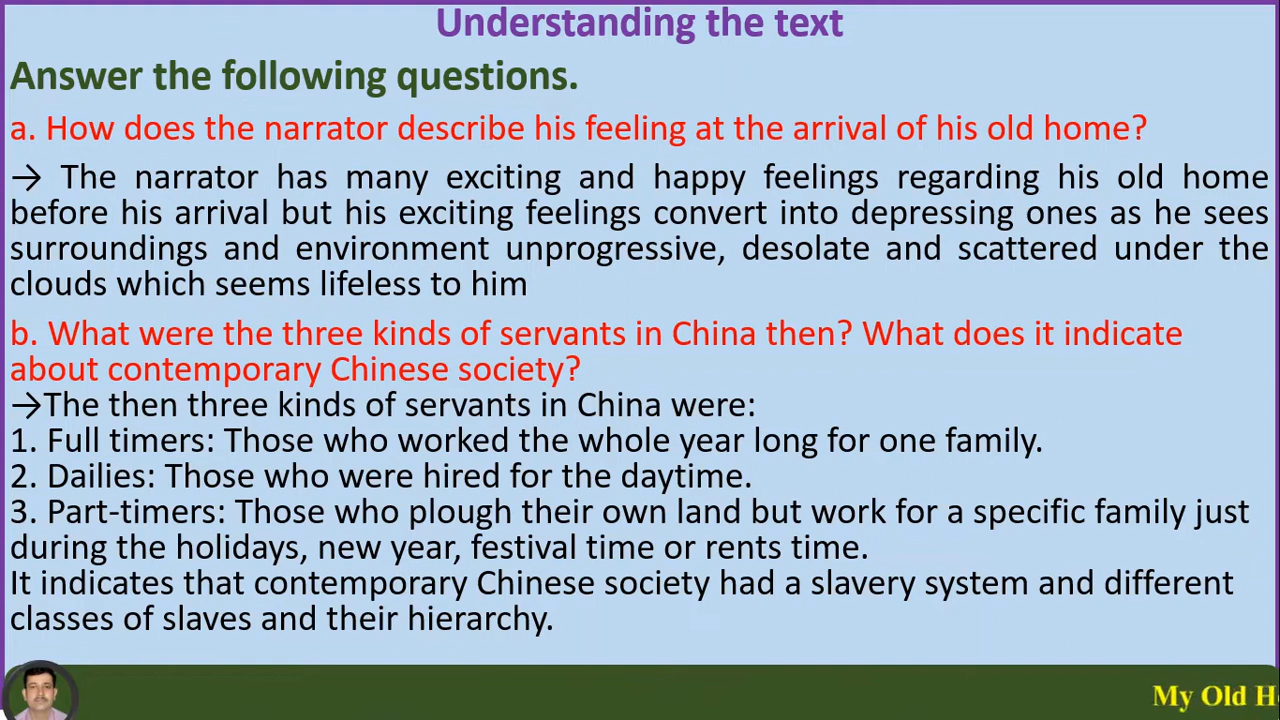 Understanding the text
Answer the following questions.
a. How does the narrator describe his feeling at the arrival of his old home?
→ The narrator has many exciting and happy feelings regarding his old home
before his arrival but his exciting feelings convert into depressing ones as he sees
surroundings and environment unprogressive, desolate and scattered under the
clouds which seems lifeless to him
b. What were the three kinds of servants in China then? What does it indicate
about contemporary Chinese society?
→The then three kinds of servants in China were:
1. Full timers: Those who worked the whole year long for one family.
2. Dailies: Those who were hired for the daytime.
3. Part-timers: Those who plough their own land but work for a specific family just
during the holidays, new year, festival time or rents time.
It indicates that contemporary Chinese society had a slavery system and different
classes of slaves and their hierarchy.
My Old H